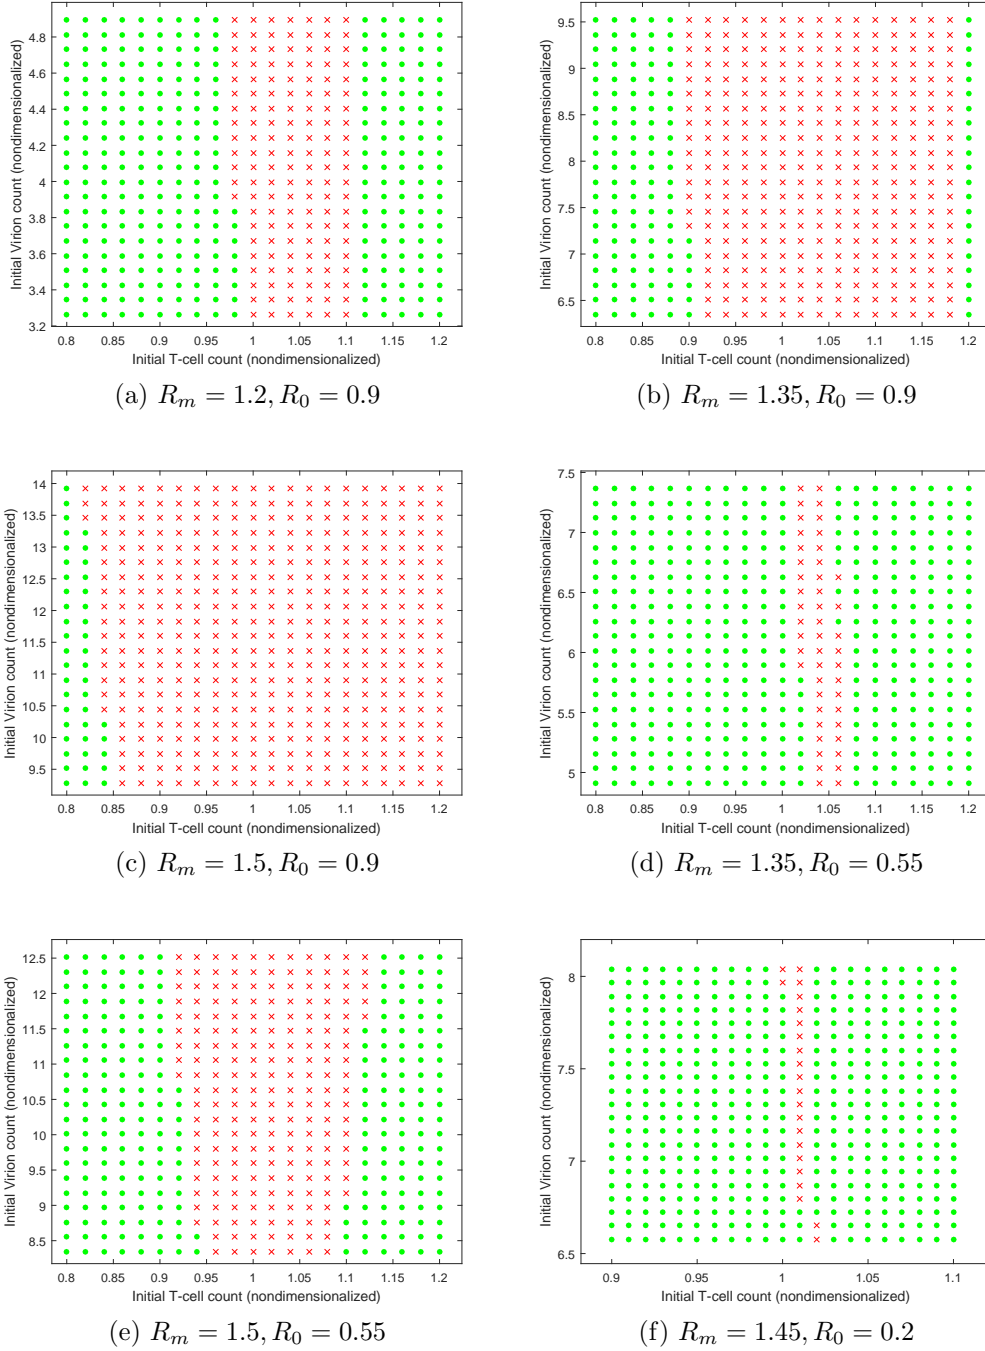 4.8
4.6
4.4
4.2
4
3.8
3.6
3.4
3.2
Initial Virion count (nondimensionalized)
0.8 0.85 0.9 0.95 1 1.05 1.1 1.15 1.2
Initial T-cell count (nondimensionalized)
(a) R_m = 1.2, R_0 = 0.9
9.5
9
8.5
8
7.5
7
6.5
Initial Virion count (nondimensionalized)
0.8 0.85 0.9 0.95 1 1.05 1.1 1.15 1.2
Initial T-cell count (nondimensionalized)
(b) R_m = 1.35, R_0 = 0.9
14
13.5
13
12.5
12
11.5
11
10.5
10
9.5
Initial Virion count (nondimensionalized)
0.8 0.85 0.9 0.95 1 1.05 1.1 1.15 1.2
Initial T-cell count (nondimensionalized)
(c) R_m = 1.5, R_0 = 0.9
7.5
7
6.5
6
5.5
5
Initial Virion count (nondimensionalized)
0.8 0.85 0.9 0.95 1 1.05 1.1 1.15 1.2
Initial T-cell count (nondimensionalized)
(d) R_m = 1.35, R_0 = 0.55
12.5
12
11.5
11
10.5
10
9.5
9
8.5
Initial Virion count (nondimensionalized)
0.8 0.85 0.9 0.95 1 1.05 1.1 1.15 1.2
Initial T-cell count (nondimensionalized)
(e) R_m = 1.5, R_0 = 0.55
8
7.5
7
6.5
Initial Virion count (nondimensionalized)
0.9 0.95 1 1.05 1.1
Initial T-cell count (nondimensionalized)
(f) R_m = 1.45, R_0 = 0.2